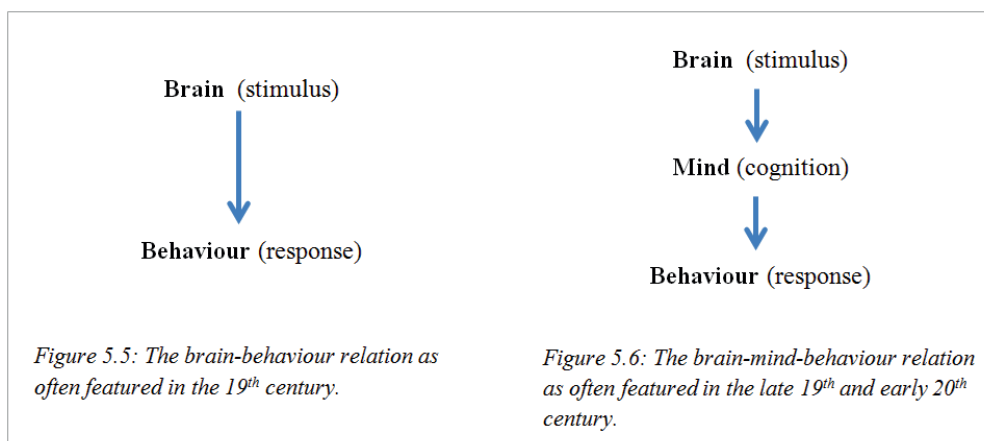 Brain (stimulus)
Behaviour (response)
Figure 5.5: The brain-behaviour relation as
often featured in the 19th century.
Brain (stimulus)
Mind (cognition)
Behaviour (response)
Figure 5.6: The brain-mind-behaviour relation
as often featured in the late 19th and early 20th
century.